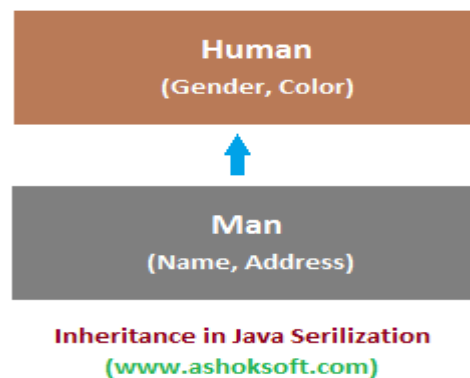 Human
(Gender, Color)
Man
(Name, Address)
Inheritance in Java Serilization
(www.ashoksoft.com)